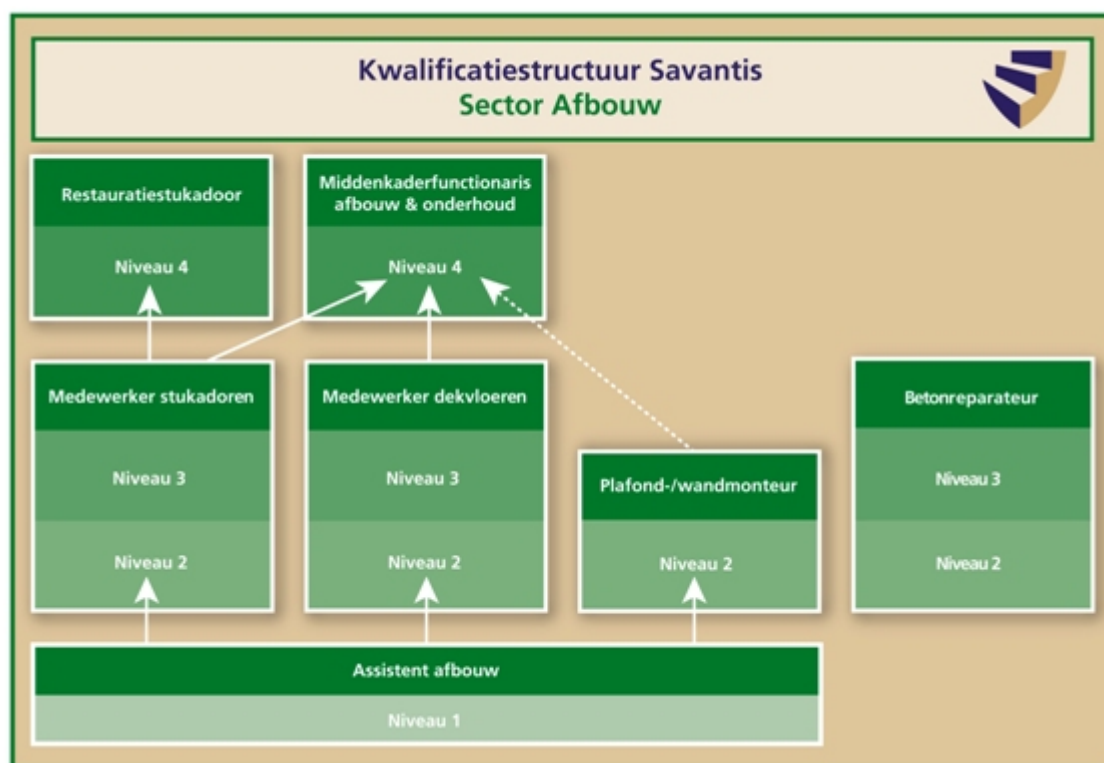 Kwalificatiestructuur Savantis
Sector Afbouw
Restauratiestukadoor
Niveau 4
Middenkaderfunctionaris
afbouw & onderhoud
Niveau 4
Medewerker stukadoren
Niveau 3
Niveau 2
Medewerker dekvloeren
Niveau 3
Niveau 2
Plafond-/wandmonteur
Niveau 2
Betonreparateur
Niveau 3
Niveau 2
Assistent afbouw
Niveau 1